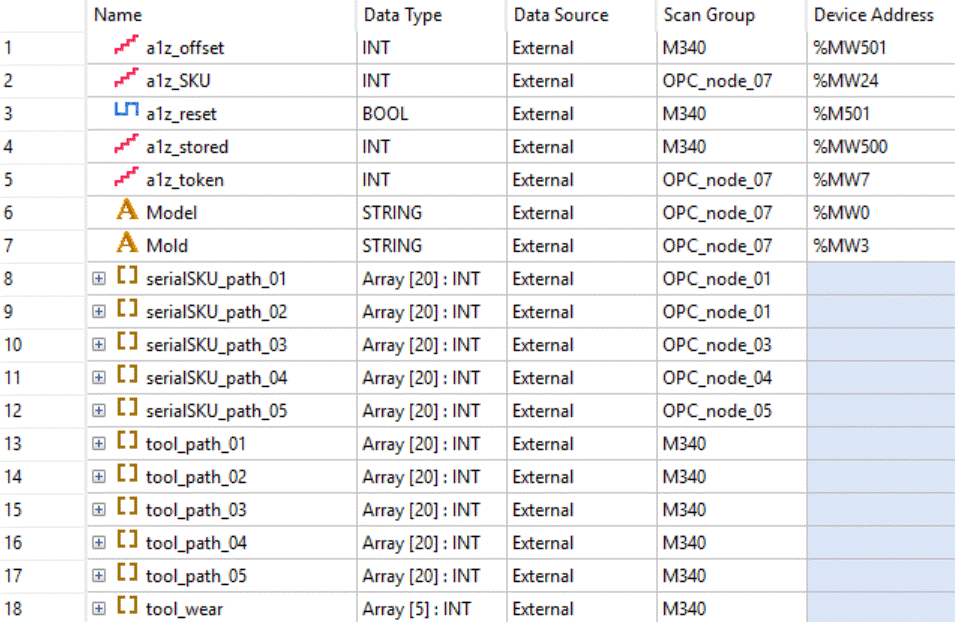 Name Data Type Data Source Scan Group Device Address
1 a1z_offset INT External M340 %MW501
2 a1z_SKU INT External OPC_node_07 %MW24
3 a1z_reset BOOL External M340 %M501
4 a1z_stored INT External M340 %MW500
5 a1z_token INT External OPC_node_07 %MW7
6 Model STRING External OPC_node_07 %MW0
7 Mold STRING External OPC_node_07 %MW3
8 serialSKU_path_01 Array [20] : INT External OPC_node_01
9 serialSKU_path_02 Array [20] : INT External OPC_node_01
10 serialSKU_path_03 Array [20] : INT External OPC_node_03
11 serialSKU_path_04 Array [20] : INT External OPC_node_04
12 serialSKU_path_05 Array [20] : INT External OPC_node_05
13 tool_path_01 Array [20] : INT External M340
14 tool_path_02 Array [20] : INT External M340
15 tool_path_03 Array [20] : INT External M340
16 tool_path_04 Array [20] : INT External M340
17 tool_path_05 Array [20] : INT External M340
18 tool_wear Array [5] : INT External M340